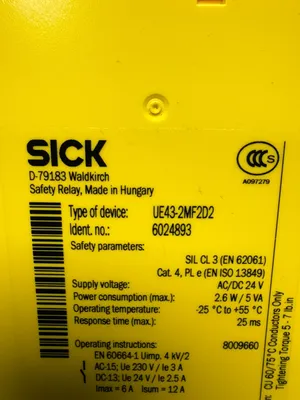 SICK
D-79183 Waldkirch
Safety Relay, Made in Hungary
CCC S
A097279
Type of device: UE43-2MF2D2
Ident. no.: 6024893
Safety parameters:
SIL CL 3 (EN 62061)
Cat. 4, PL e (EN ISO 13849)
Supply voltage: AC/DC 24 V
Power consumption (max.): 2.6 W / 5 VA
Operating temperature: -25 °C to +55 °C
Response time (max.): 25 ms
Operating instructions: 8009660
EN 60664-1 Uimp. 4 kV/2
AC-15; Ue 230 V / Ie 3 A
DC-13; Ue 24 V / Ie 2.5 A
Imax = 6 A Isum = 12 A
CU 60/75°C Conductors Only
Tightening Torque 5 - 7 lb.in